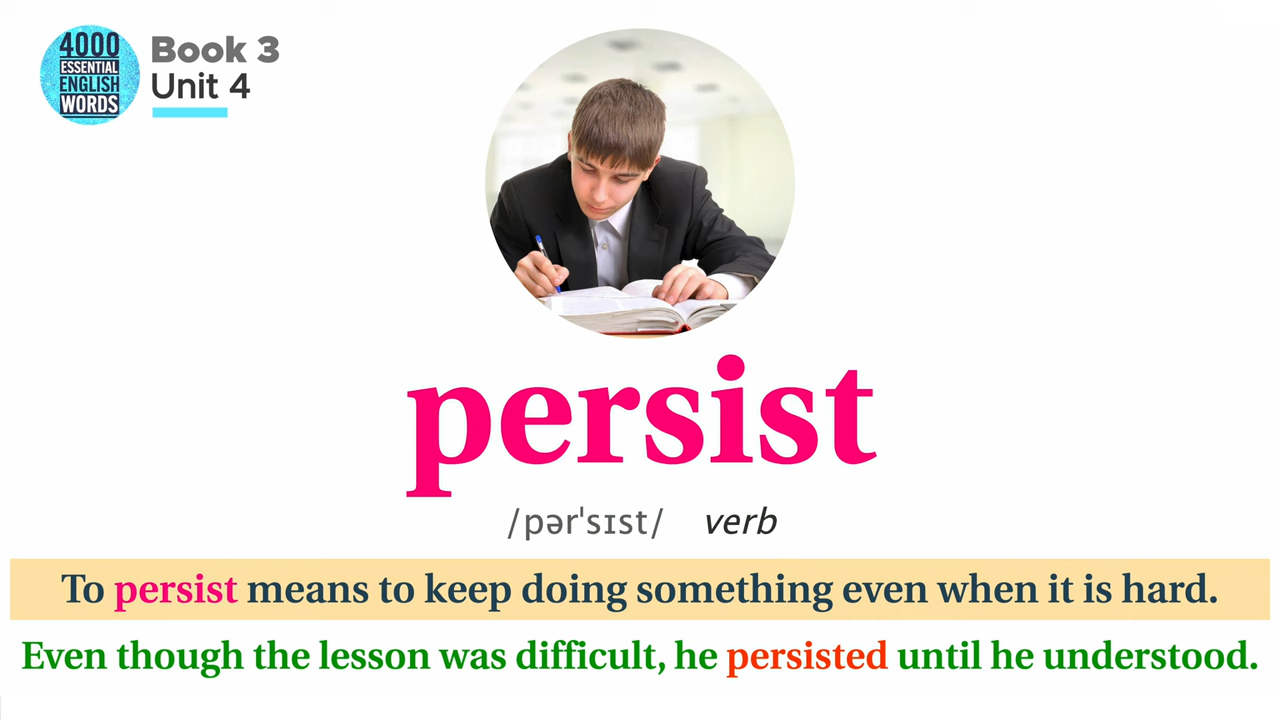 4000
ESSENTIAL
ENGLISH
WORDS
Book 3
Unit 4
persist
/pərˈsɪst/ verb
To persist means to keep doing something even when it is hard.
Even though the lesson was difficult, he persisted until he understood.